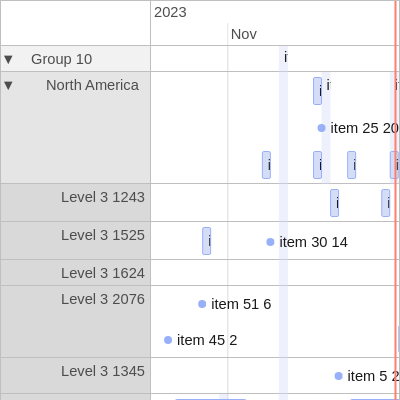 2023
Nov
▼ Group 10
▼ North America
item 25 20
Level 3 1243
Level 3 1525
item 30 14
Level 3 1624
Level 3 2076
item 51 6
item 45 2
Level 3 1345
item 5 2